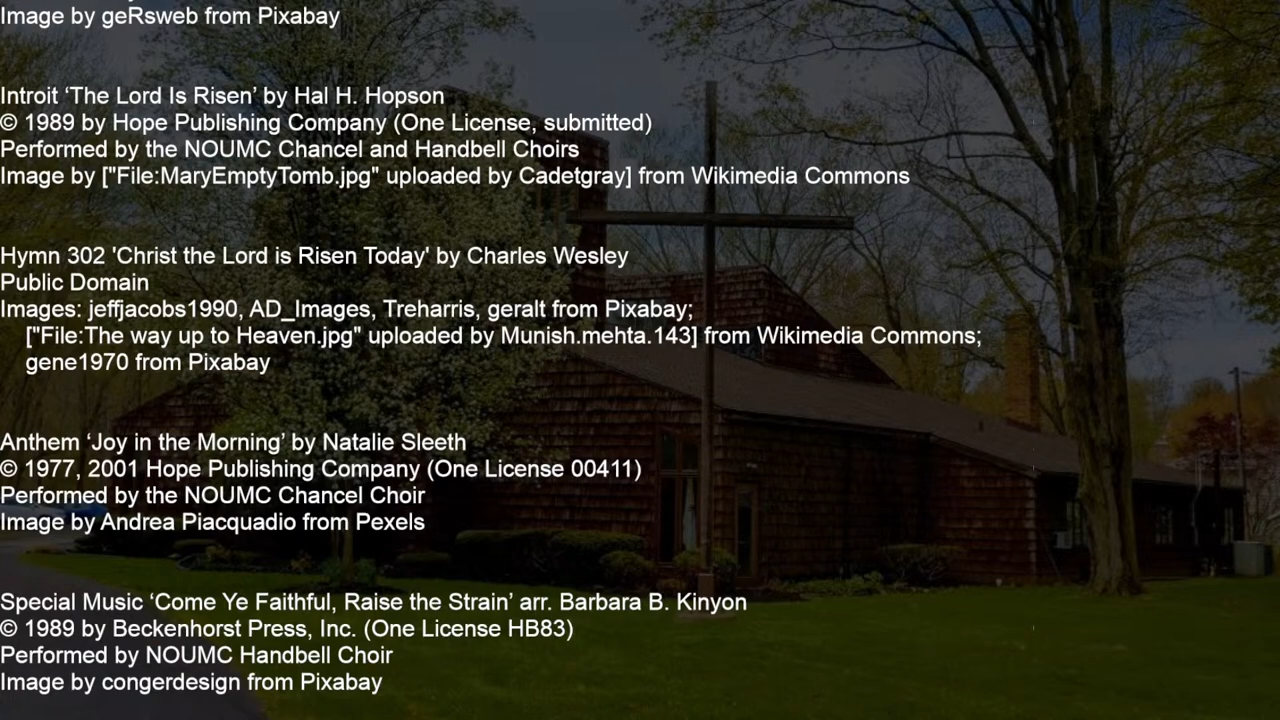 Image by geRsweb from Pixabay
Introit ‘The Lord Is Risen’ by Hal H. Hopson
© 1989 by Hope Publishing Company (One License, submitted)
Performed by the NOUMC Chancel and Handbell Choirs
Image by ["File:MaryEmptyTomb.jpg" uploaded by Cadetgray] from Wikimedia Commons
Hymn 302 'Christ the Lord is Risen Today' by Charles Wesley
Public Domain
Images: jeffjacobs1990, AD_Images, Treharris, geralt from Pixabay;
["File:The way up to Heaven.jpg" uploaded by Munish.mehta.143] from Wikimedia Commons;
gene1970 from Pixabay
Anthem ‘Joy in the Morning’ by Natalie Sleeth
© 1977, 2001 Hope Publishing Company (One License 00411)
Performed by the NOUMC Chancel Choir
Image by Andrea Piacquadio from Pexels
Special Music ‘Come Ye Faithful, Raise the Strain’ arr. Barbara B. Kinyon
© 1989 by Beckenhorst Press, Inc. (One License HB83)
Performed by NOUMC Handbell Choir
Image by congerdesign from Pixabay